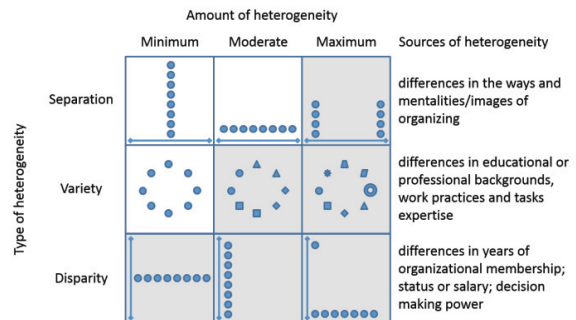 Amount of heterogeneity
Minimum Moderate Maximum Sources of heterogeneity
Type of heterogeneity
Separation
differences in the ways and
mentalities/images of
organizing
Variety
differences in educational or
professional backgrounds,
work practices and tasks
expertise
Disparity
differences in years of
organizational membership;
status or salary; decision
making power